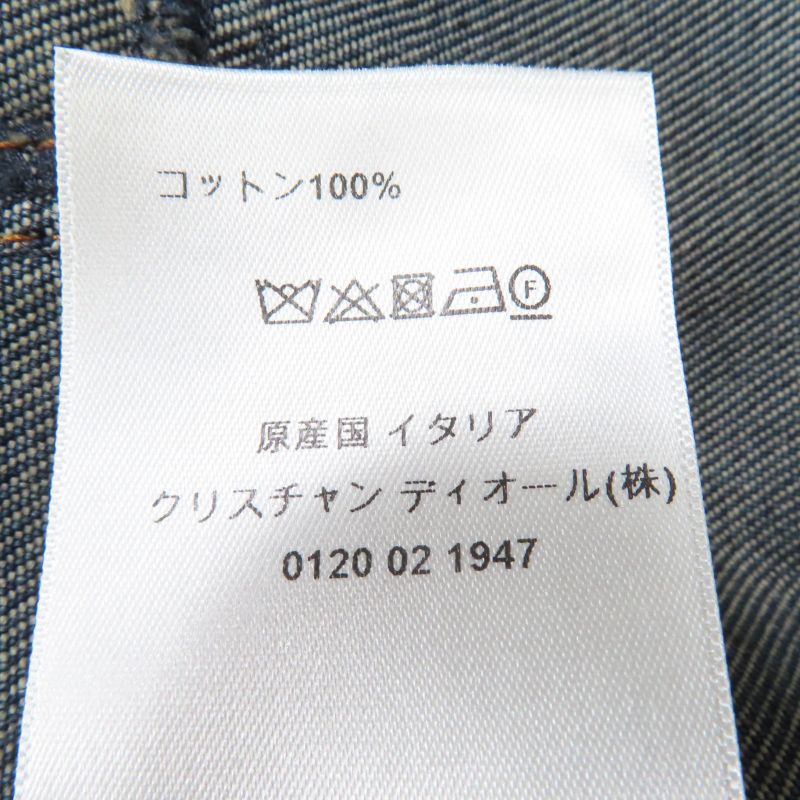 コットン100%
F
原産国 イタリア
クリスチャン ディオール(株)
0120 02 1947